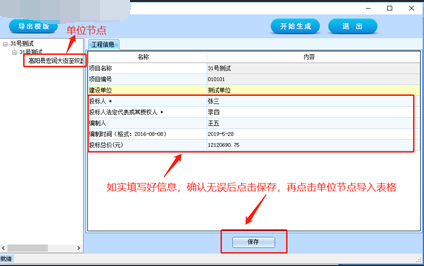 导出模版
单位节点
开始生成
退 出
31号测试
31号测试
高阳县宏润大街至织
工程信息
名称 内容
项目名称 31号测试
项目编号 010101
建设单位 测试单位
投标人 * 张三
投标人法定代表或其授权人 * 李四
编制人 王五
编制时间（格式：2016-08-08） 2019-5-28
投标总价(元) 12120690.75
如实填写好信息，确认无误后点击保存，再点击单位节点导入表格
保存
就绪